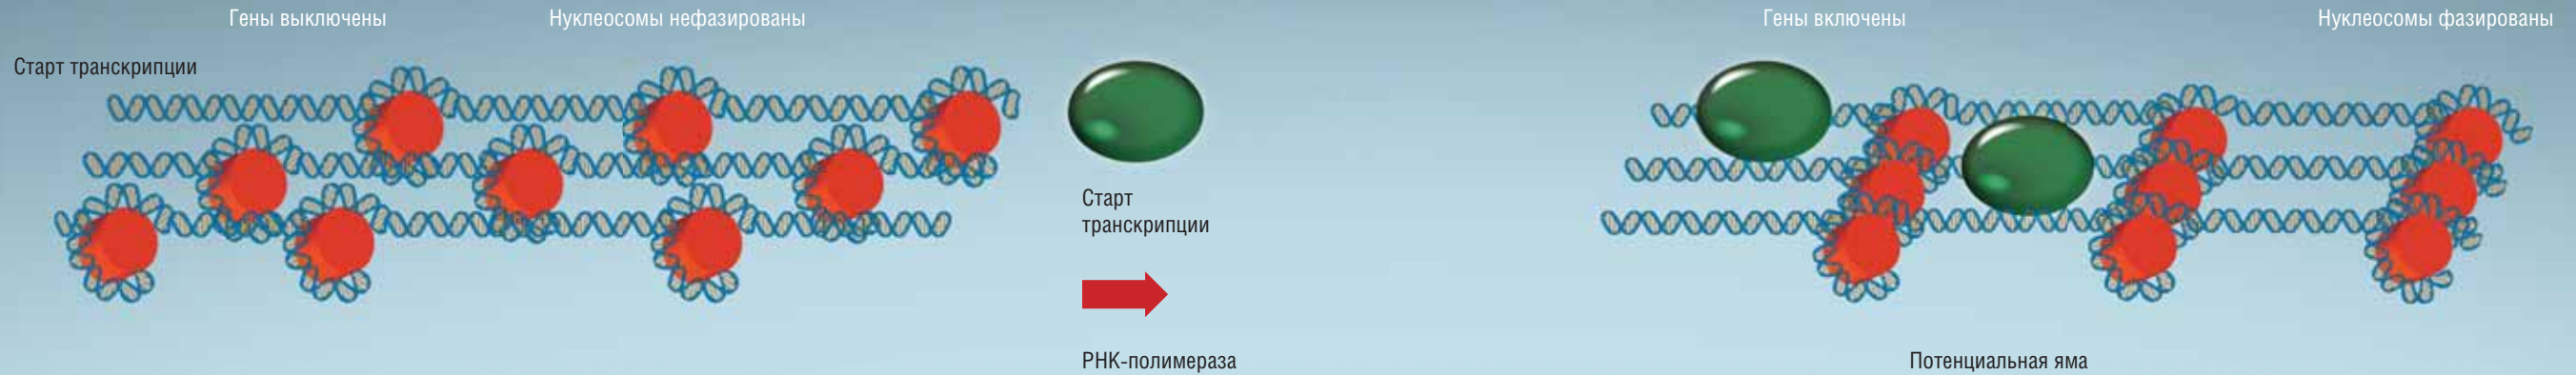 Гены выключены
Нуклеосомы нефазированы
Гены включены
Нуклеосомы фазированы
Старт транскрипции
Старт
транскрипции
РНК-полимераза
Потенциальная яма